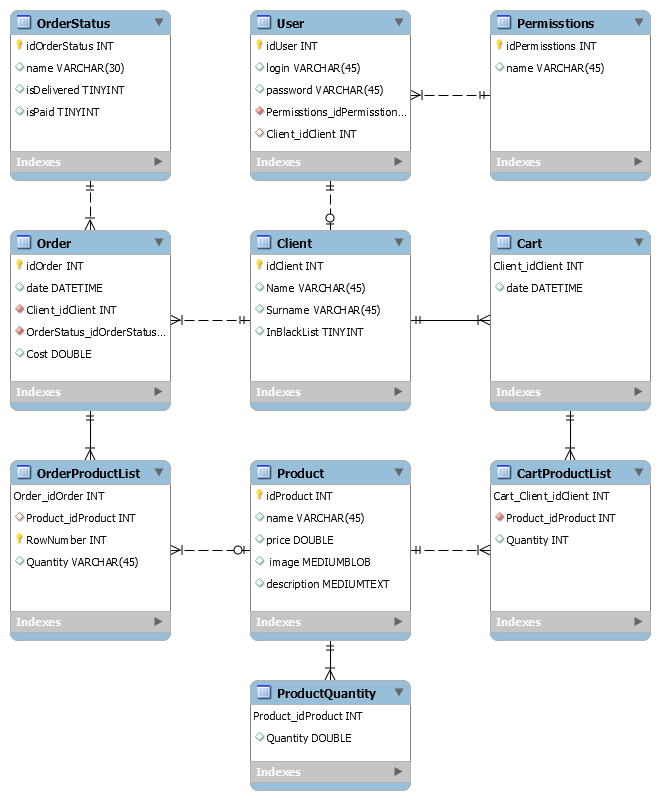 OrderStatus
idOrderStatus INT
name VARCHAR(30)
isDelivered TINYINT
isPaid TINYINT
Indexes
User
idUser INT
login VARCHAR(45)
password VARCHAR(45)
Permisstions_idPermisstion...
Client_idClient INT
Indexes
Permisstions
idPermisstions INT
name VARCHAR(45)
Indexes
Order
idOrder INT
date DATETIME
Client_idClient INT
OrderStatus_idOrderStatus...
Cost DOUBLE
Indexes
Client
idClient INT
Name VARCHAR(45)
Surname VARCHAR(45)
InBlackList TINYINT
Indexes
Cart
Client_idClient INT
date DATETIME
Indexes
OrderProductList
Order_idOrder INT
Product_idProduct INT
RowNumber INT
Quantity VARCHAR(45)
Indexes
Product
idProduct INT
name VARCHAR(45)
price DOUBLE
image MEDIUMBLOB
description MEDIUMTEXT
Indexes
CartProductList
Cart_Client_idClient INT
Product_idProduct INT
Quantity INT
Indexes
ProductQuantity
Product_idProduct INT
Quantity DOUBLE
Indexes